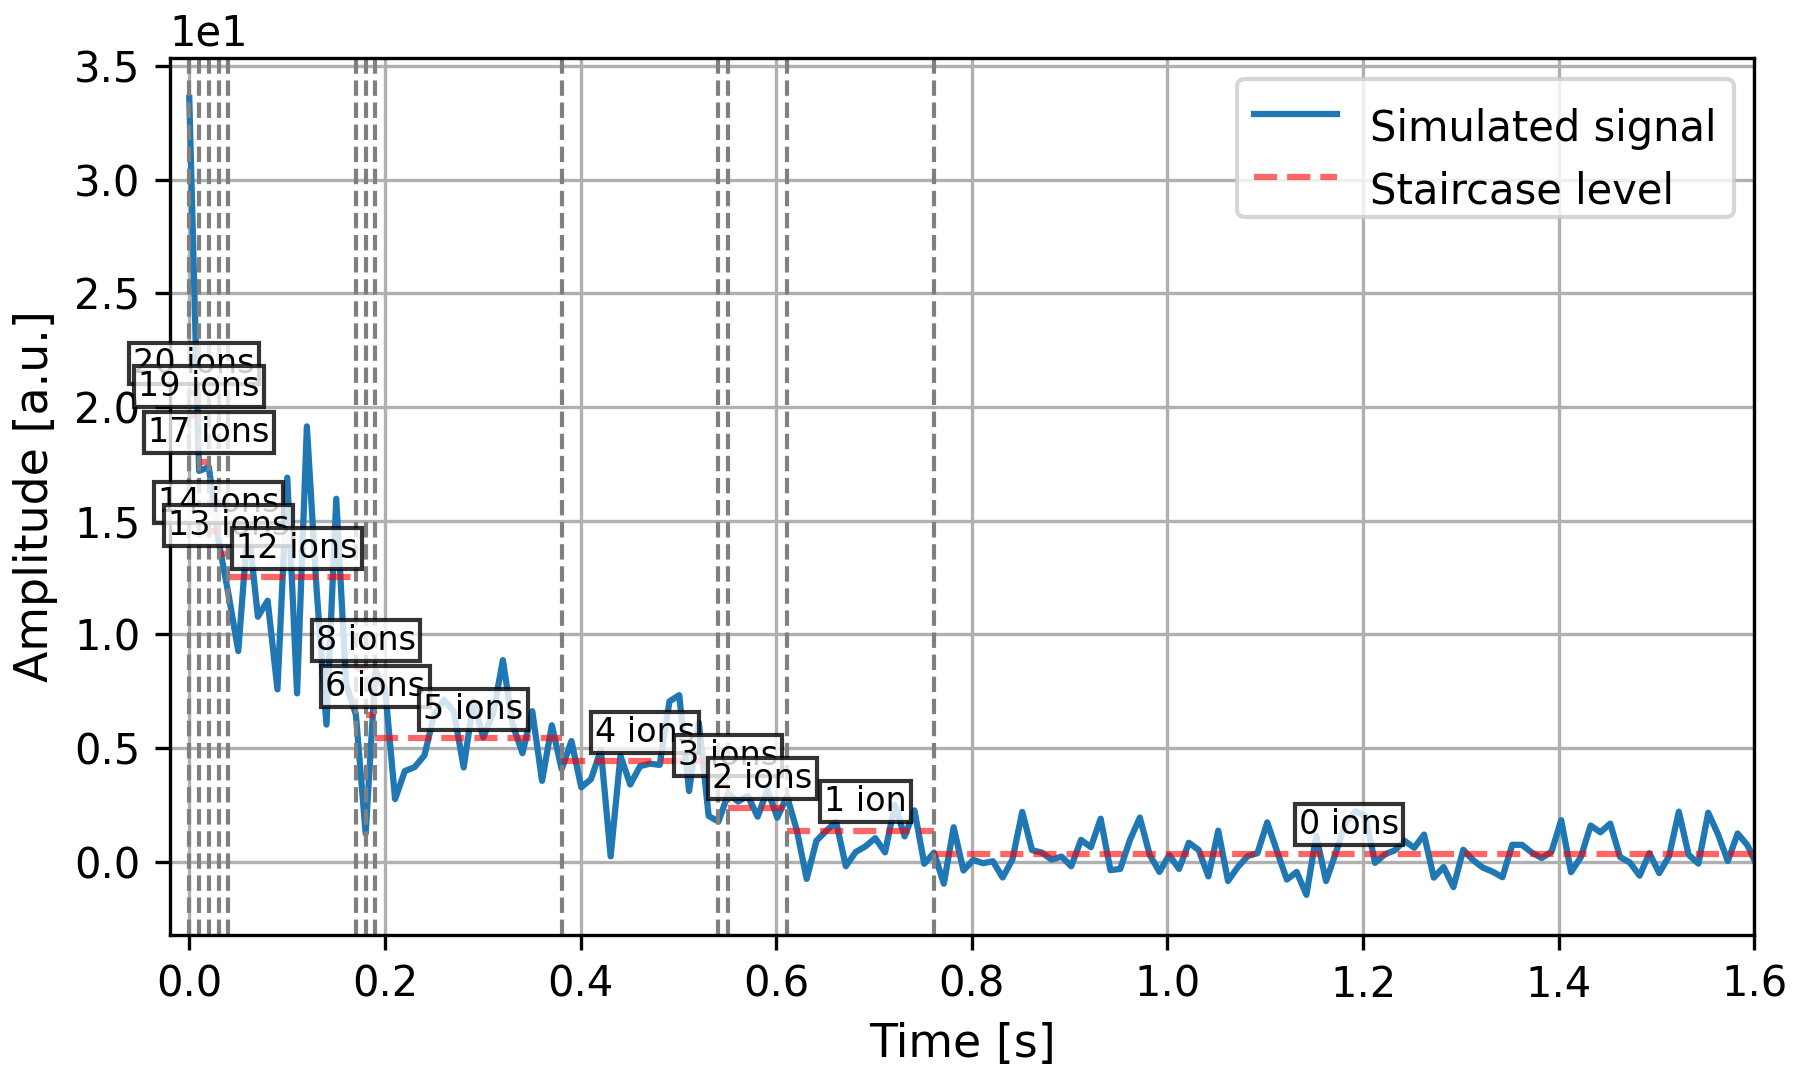 1e1
3.5
3.0
2.5
2.0
1.5
1.0
0.5
0.0
Amplitude [a.u.]
Simulated signal
Staircase level
20 ions
19 ions
17 ions
14 ions
13 ions
12 ions
8 ions
6 ions
5 ions
4 ions
3 ions
2 ions
1 ion
0 ions
0.0 0.2 0.4 0.6 0.8 1.0 1.2 1.4 1.6
Time [s]